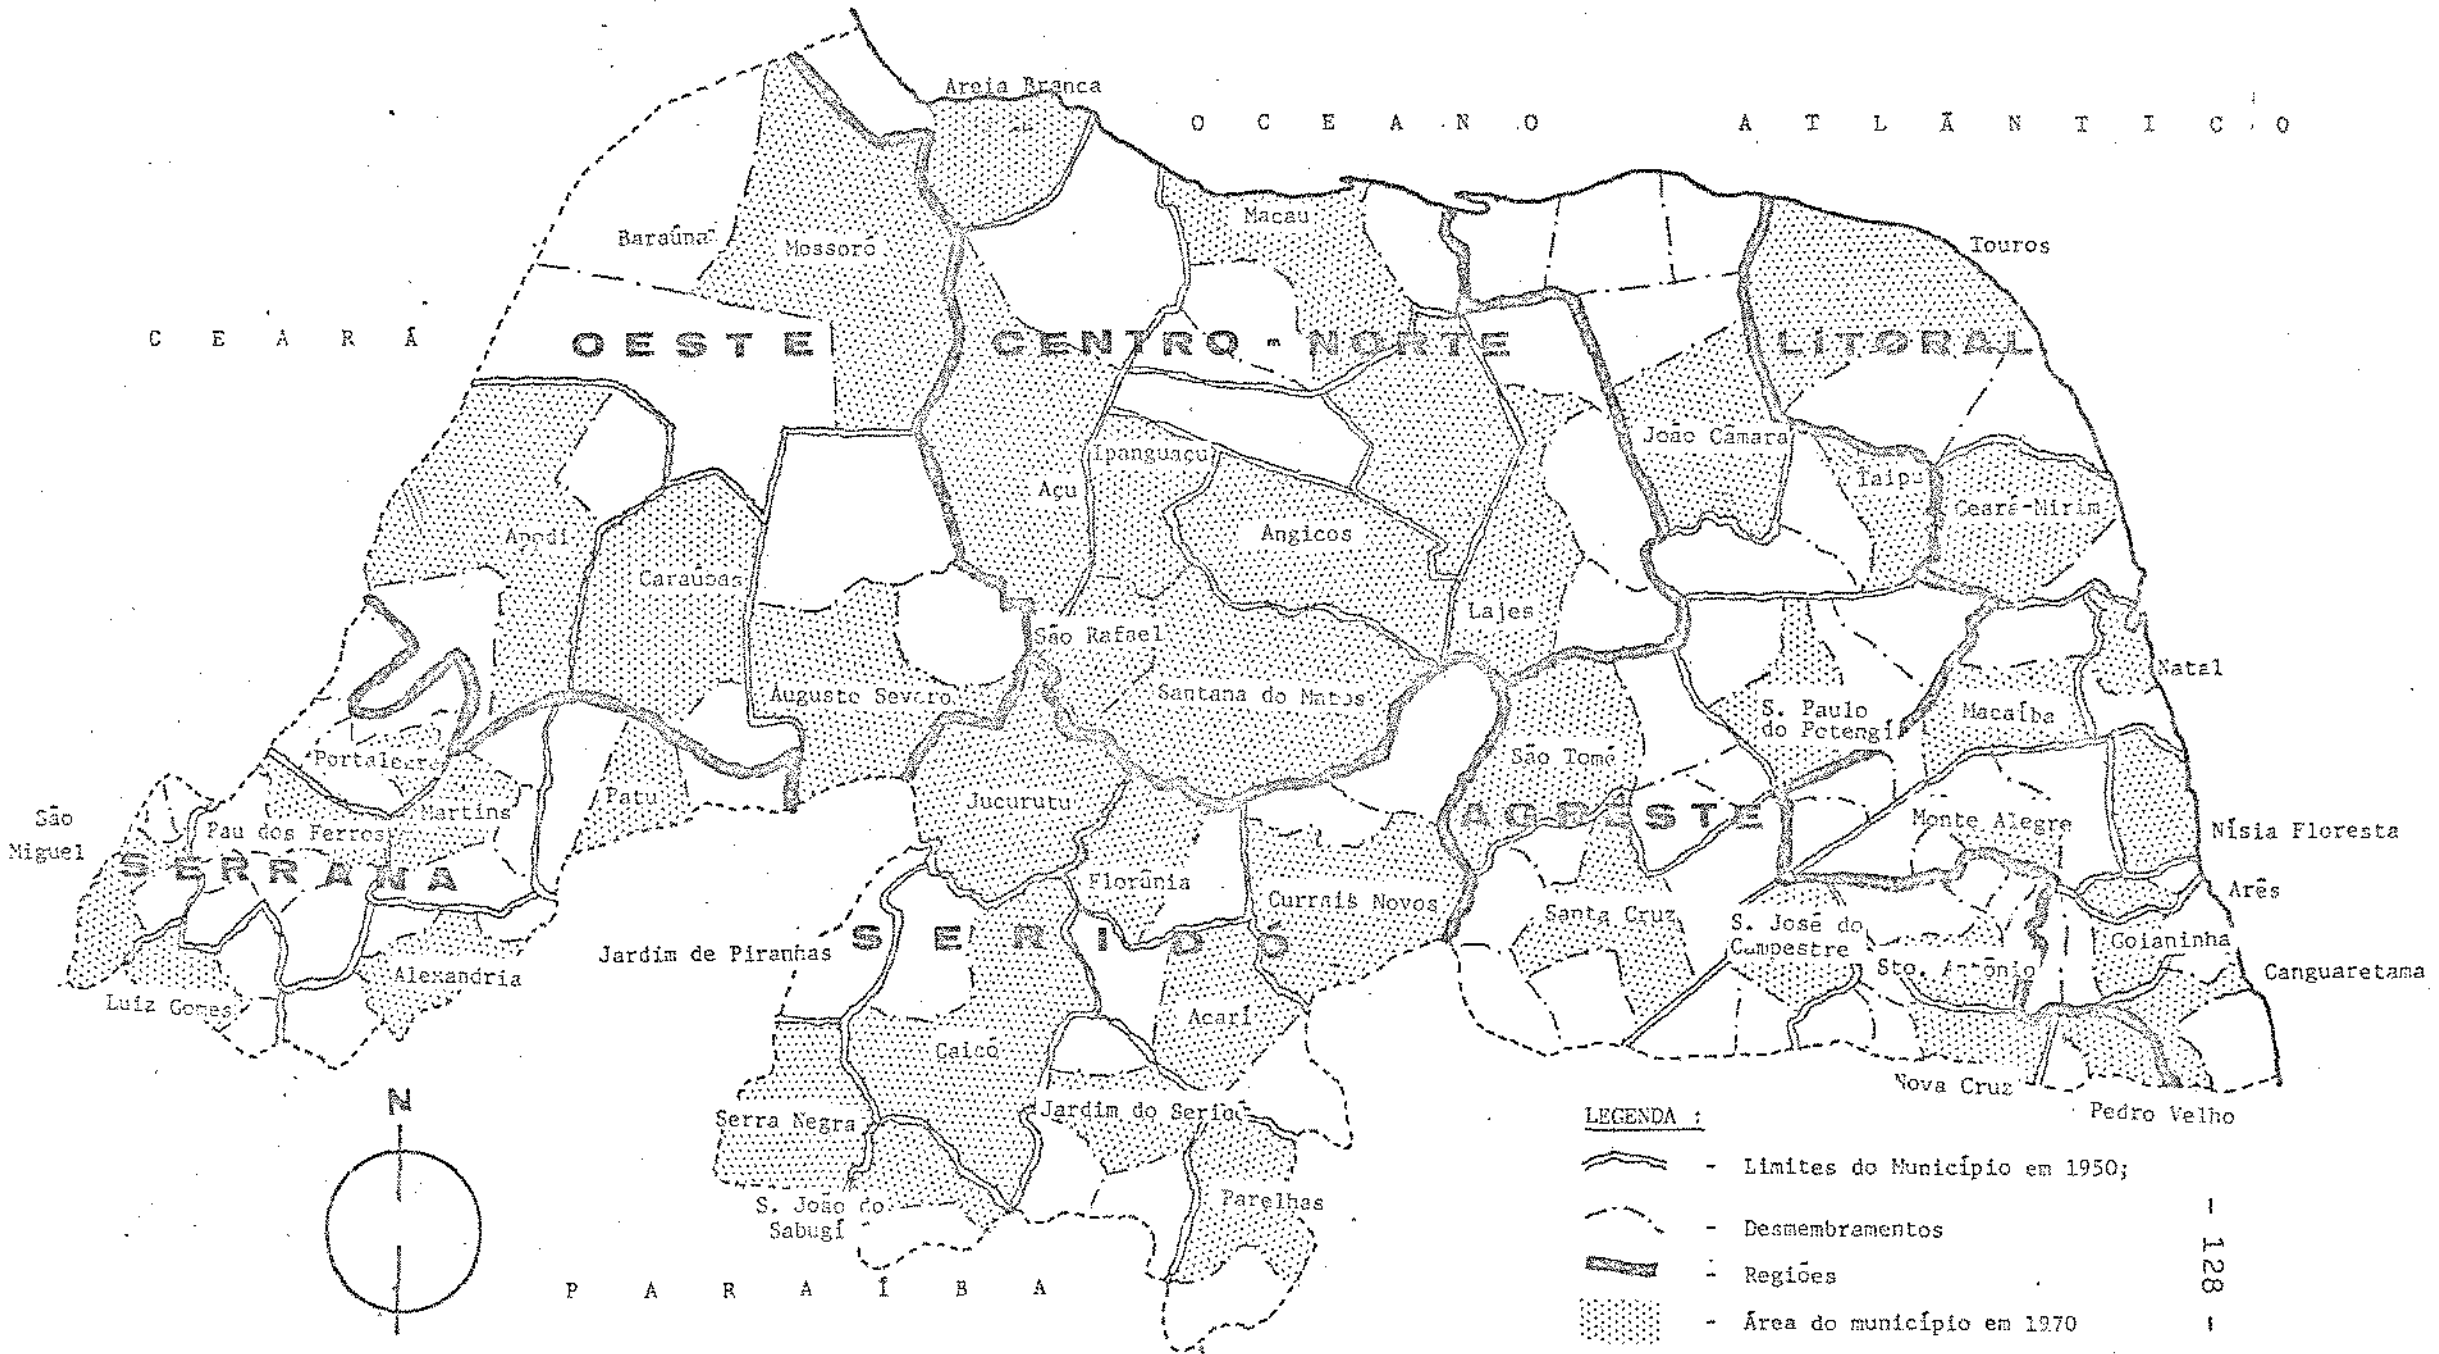 Areia Branca
OCEANO ATLÂNTICO
Macau
Baraúna
Mossoró
Touros
CEARÁ
OESTE
CENTRO-NORTE
LITORAL
João Câmara
Ipanguaçu
Taipu
Açu
Ceará-Mirim
Apodi
Angicos
Caraúbas
Lajes
São Rafael
Natal
Augusto Severo
Santana do Matos
S. Paulo
do Potengi
Macaíba
Portalegre
São Tomé
Patu
Jucurutu
Martins
São
Miguel
Pau dos Ferros
AGRESTE
Monte Alegre
Nísia Floresta
SERRANA
Florânia
Arês
Currais Novos
Santa Cruz
S. José do
Campestre
Jardim de Piranhas
SERIDÓ
Goianinha
Sto. Antônio
Canguaretama
Alexandria
Luiz Gomes
Acari
Caicó
Nova Cruz
Pedro Velho
N
Serra Negra
Jardim do Seridó
S. João do
Sabugi
Parelhas
PARAÍBA
LEGENDA :
- Limites do Município em 1950;
- Desmembramentos
- Regiões
- Área do município em 1970
- 128 -